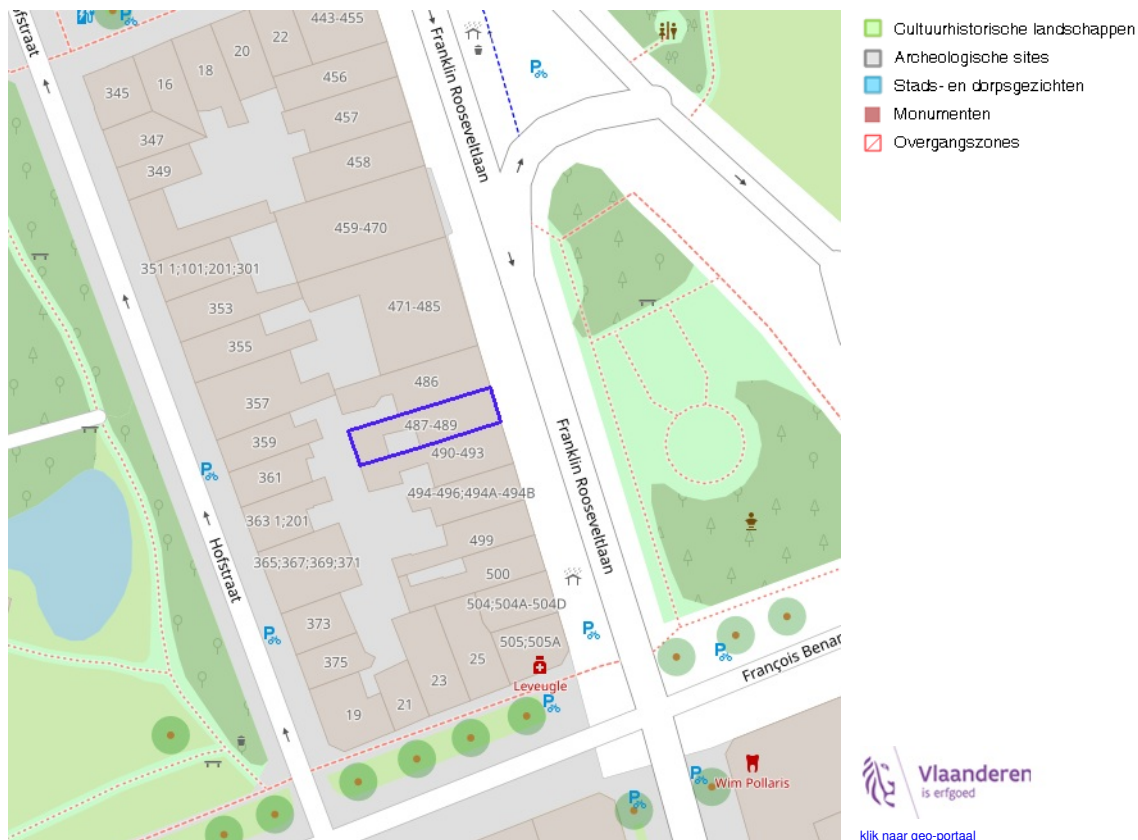 443-455
22
20
18
16
345
347
349
456
457
458
459-470
351 1;101;201;301
353
355
357
359
361
363 1;201
365;367;369;371
373
375
19
21
23
25
471-485
486
487-489
490-493
494-496;494A-494B
499
500
504;504A-504D
505;505A
Leveugle
Wim Pollaris
Franklin Rooseveltlaan
Franklin Rooseveltlaan
François Benar
Hofstraat
Hofstraat
Cultuurhistorische landschappen
Archeologische sites
Stads- en dorpsgezichten
Monumenten
Overgangszones
Vlaanderen
is erfgoed
klik naar geo-portaal